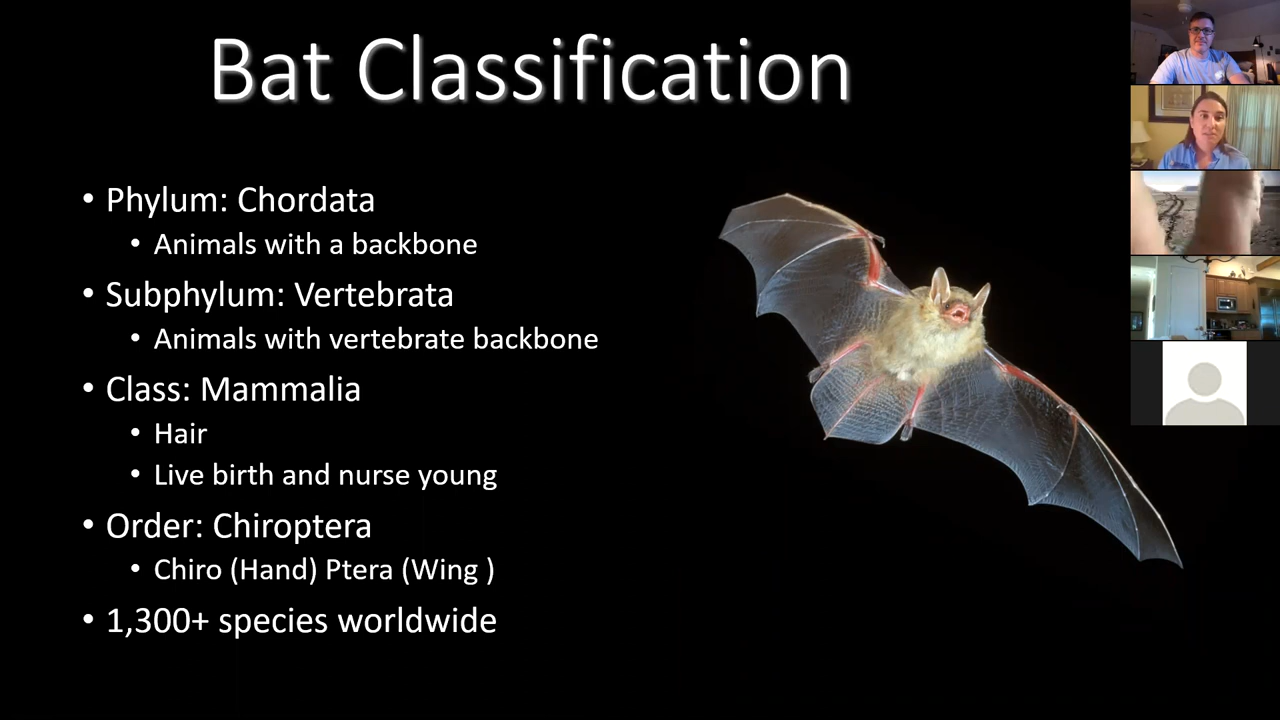 Bat Classification
• Phylum: Chordata
• Animals with a backbone
• Subphylum: Vertebrata
• Animals with vertebrate backbone
• Class: Mammalia
• Hair
• Live birth and nurse young
• Order: Chiroptera
• Chiro (Hand) Ptera (Wing )
• 1,300+ species worldwide